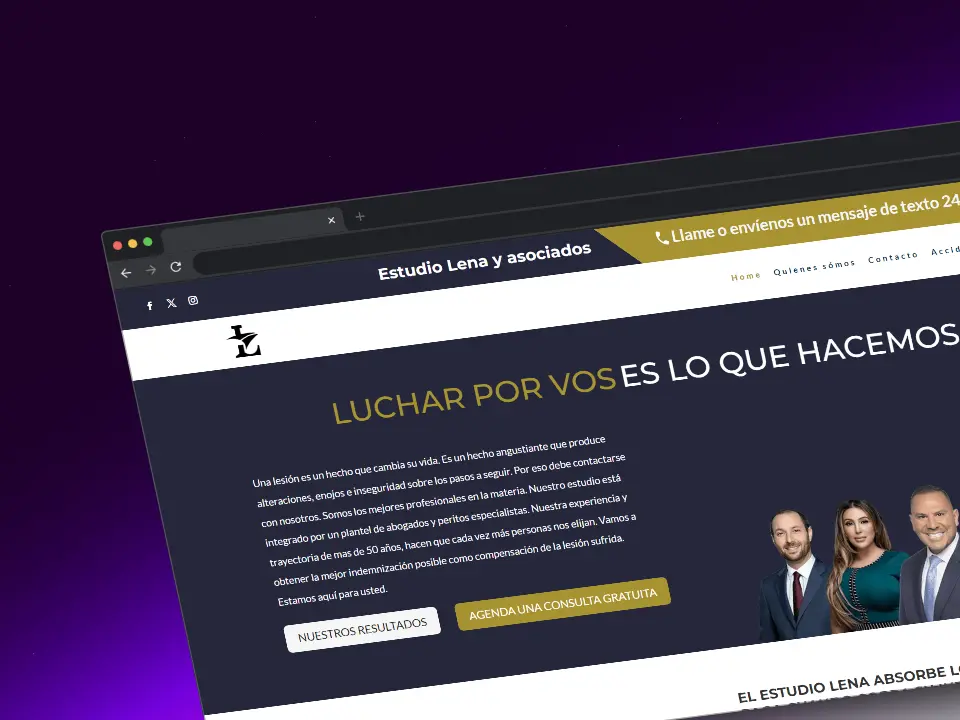 Estudio Lena y asociados
Llame o envíenos un mensaje de texto 24
Home Quienes sómos Contacto Accid
LUCHAR POR VOS ES LO QUE HACEMOS
Una lesión es un hecho que cambia su vida. Es un hecho angustiante que produce
alteraciones, enojos e inseguridad sobre los pasos a seguir. Por eso debe contactarse
con nosotros. Somos los mejores profesionales en la materia. Nuestro estudio está
integrado por un plantel de abogados y peritos especialistas. Nuestra experiencia y
trayectoria de mas de 50 años, hacen que cada vez más personas nos elijan. Vamos a
obtener la mejor indemnización posible como compensación de la lesión sufrida.
Estamos aquí para usted.
NUESTROS RESULTADOS
AGENDA UNA CONSULTA GRATUITA
EL ESTUDIO LENA ABSORBE